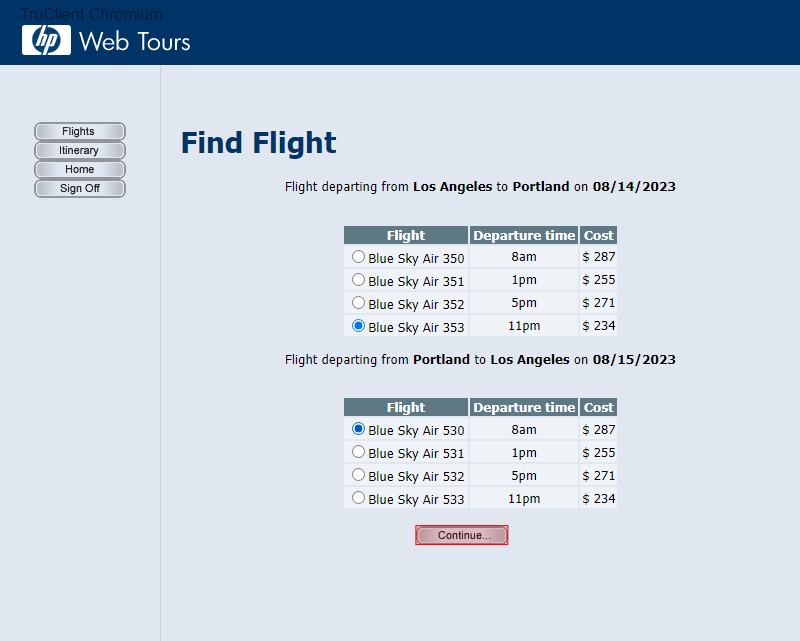 TruClient Chromium
hp Web Tours
Flights
Itinerary
Home
Sign Off
Find Flight
Flight departing from Los Angeles to Portland on 08/14/2023
Flight Departure time Cost
Blue Sky Air 350 8am $ 287
Blue Sky Air 351 1pm $ 255
Blue Sky Air 352 5pm $ 271
Blue Sky Air 353 11pm $ 234
Flight departing from Portland to Los Angeles on 08/15/2023
Flight Departure time Cost
Blue Sky Air 530 8am $ 287
Blue Sky Air 531 1pm $ 255
Blue Sky Air 532 5pm $ 271
Blue Sky Air 533 11pm $ 234
Continue...